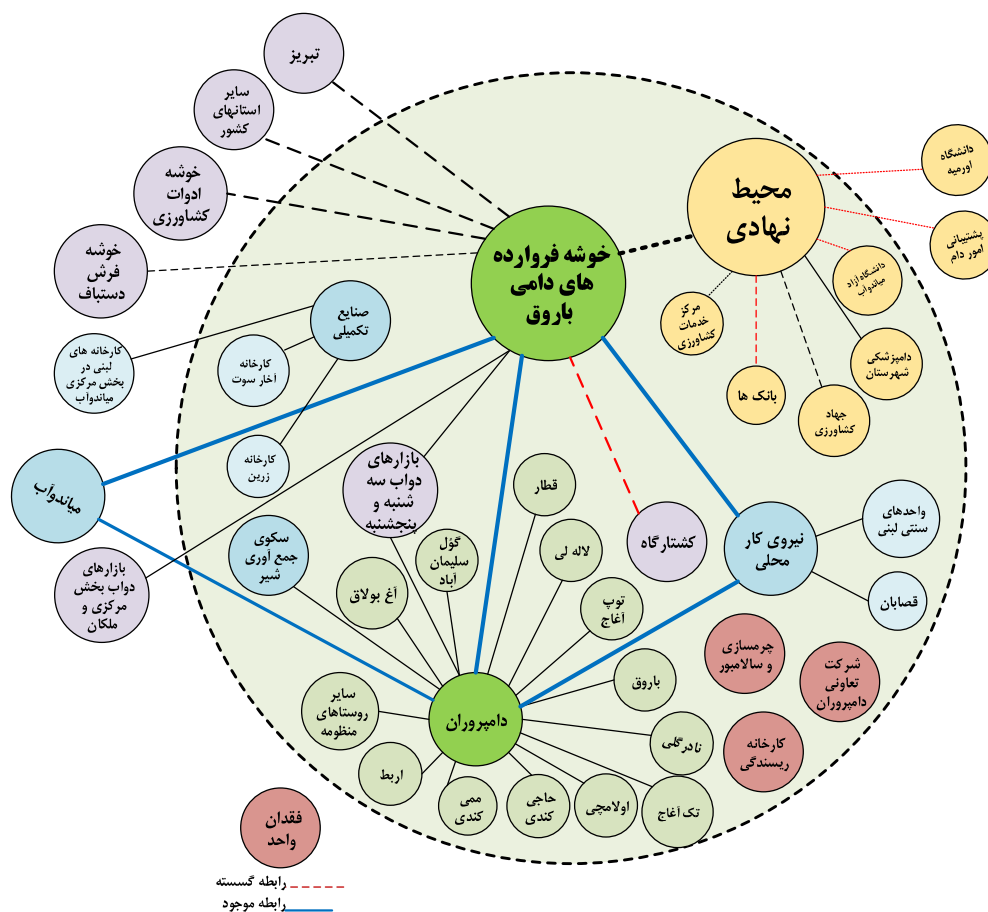 تبریز
سایر
استانهای
کشور
خوشه
ادوات
کشاورزی
خوشه
فرش
دستباف
خوشه فروارده
های دامی
باروق
محیط
نهادی
دانشگاه
اورمیه
پشتیبانی
امور دام
دانشگاه آزاد
میاندوآب
مرکز
خدمات
کشاورزی
دامپزشکی
شهرستان
بانک ها
جهاد
کشاورزی
صنایع
تکمیلی
کارخانه های
لبنی در
بخش مرکزی
میاندوآب
کارخانه
آخار سوت
کارخانه
زرین
میاندوآب
بازارهای
دواب سه
شنبه و
پنجشنبه
قطار
کشتارگاه
نیروی کار
محلی
واحدهای
سنتی لبنی
قصابان
بازارهای
دواب بخش
مرکزی و
ملکان
سکوی
جمع آوری
شیر
آغ بولاق
گؤل
سلیمان
آباد
لاله لی
توپ
آغاج
باروق
چرمسازی
و سالامبور
شرکت
تعاونی
دامپروران
کارخانه
ریسندگی
دامپروران
سایر
روستاهای
منظومه
اربط
ممی
کندی
حاجی
کندی
اولامچی
تک آغاج
نادرگلی
فقدان
واحد
رابطه گسسته
رابطه موجود